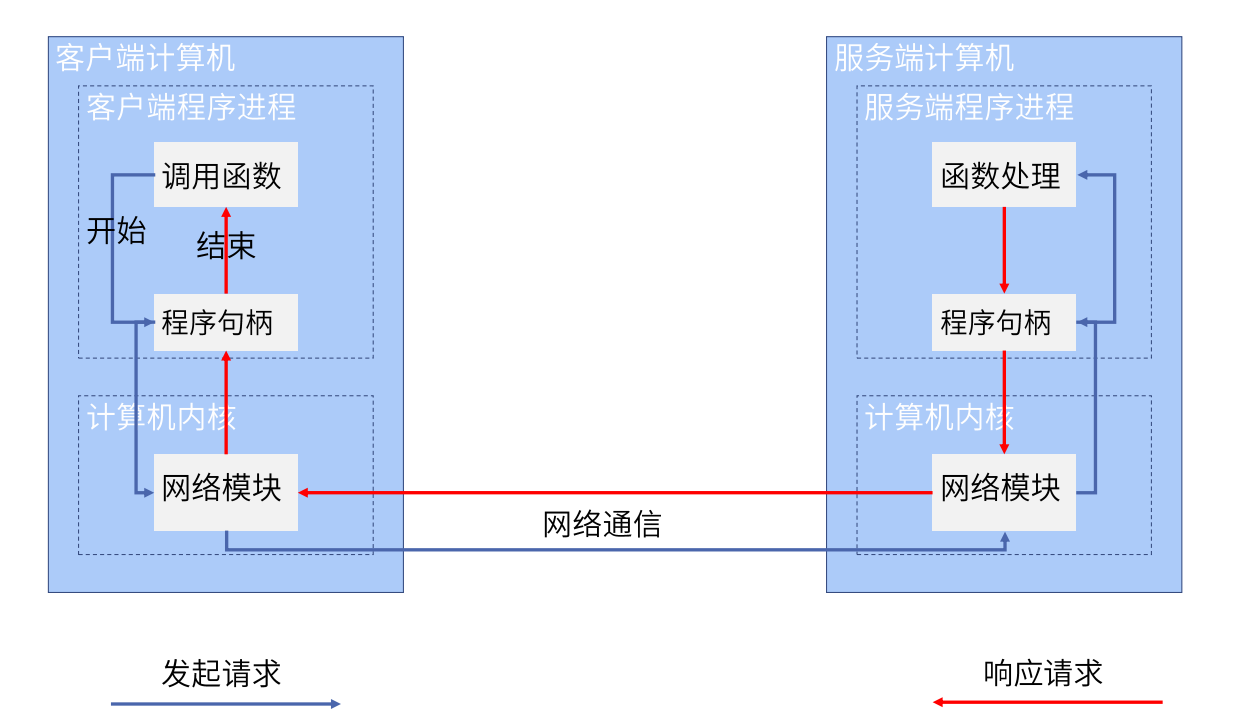 客户端计算机
客户端程序进程
调用函数
开始
结束
程序句柄
计算机内核
网络模块
网络通信
服务端计算机
服务端程序进程
函数处理
程序句柄
计算机内核
网络模块
发起请求
响应请求